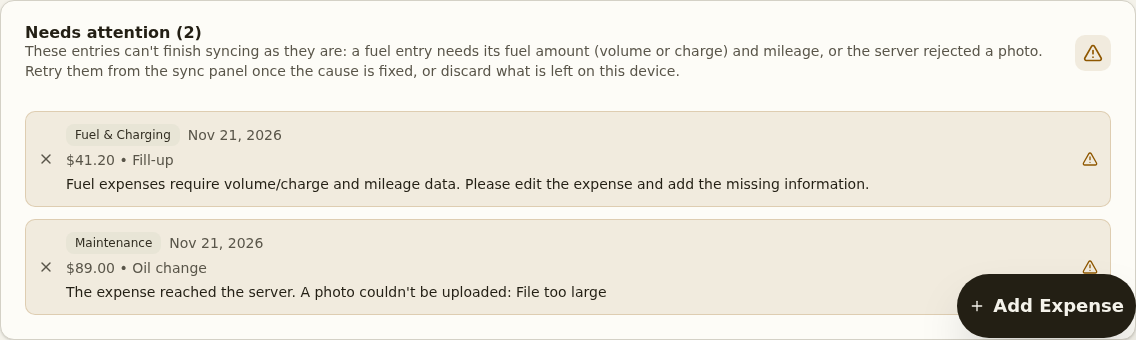 Needs attention (2)
These entries can't finish syncing as they are: a fuel entry needs its fuel amount (volume or charge) and mileage, or the server rejected a photo.
Retry them from the sync panel once the cause is fixed, or discard what is left on this device.
Fuel & Charging Nov 21, 2026
$41.20 • Fill-up
Fuel expenses require volume/charge and mileage data. Please edit the expense and add the missing information.
Maintenance Nov 21, 2026
$89.00 • Oil change
The expense reached the server. A photo couldn't be uploaded: File too large
+ Add Expense